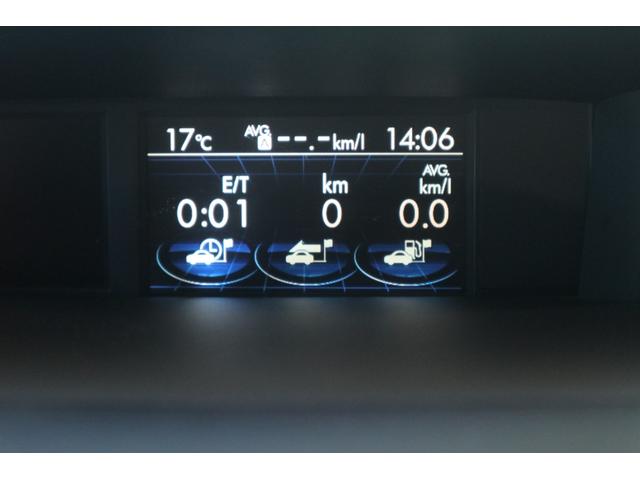 17°C AVG. A --.-km/l 14:06
E/T km AVG. km/l
0:01 0 0.0